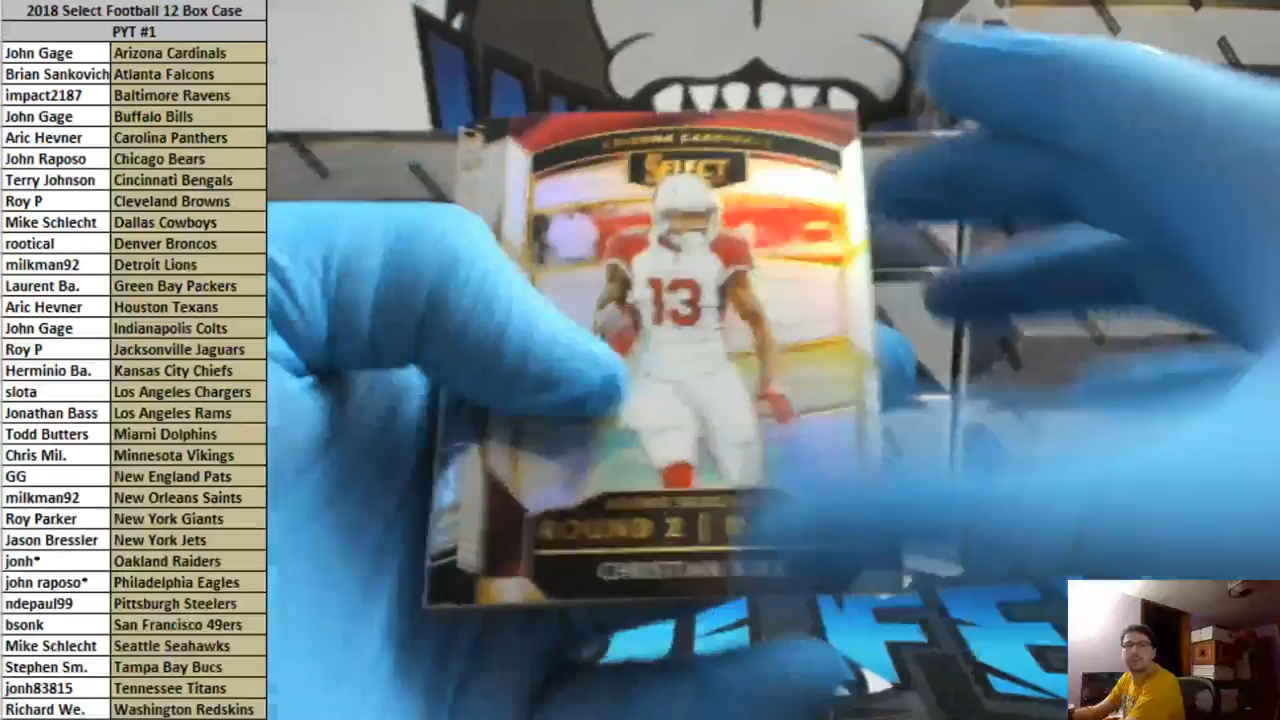 2018 Select Football 12 Box Case
PYT #1
John Gage Arizona Cardinals
Brian Sankovich Atlanta Falcons
impact2187 Baltimore Ravens
John Gage Buffalo Bills
Aric Hevner Carolina Panthers
John Raposo Chicago Bears
Terry Johnson Cincinnati Bengals
Roy P Cleveland Browns
Mike Schlecht Dallas Cowboys
rootical Denver Broncos
milkman92 Detroit Lions
Laurent Ba. Green Bay Packers
Aric Hevner Houston Texans
John Gage Indianapolis Colts
Roy P Jacksonville Jaguars
Herminio Ba. Kansas City Chiefs
slota Los Angeles Chargers
Jonathan Bass Los Angeles Rams
Todd Butters Miami Dolphins
Chris Mil. Minnesota Vikings
GG New England Pats
milkman92 New Orleans Saints
Roy Parker New York Giants
Jason Bressler New York Jets
jonh* Oakland Raiders
john raposo* Philadelphia Eagles
ndepaul99 Pittsburgh Steelers
bsonk San Francisco 49ers
Mike Schlecht Seattle Seahawks
Stephen Sm. Tampa Bay Bucs
jonh83815 Tennessee Titans
Richard We. Washington Redskins
SELECT
13
ROUND 2 |
CHRISTIAN